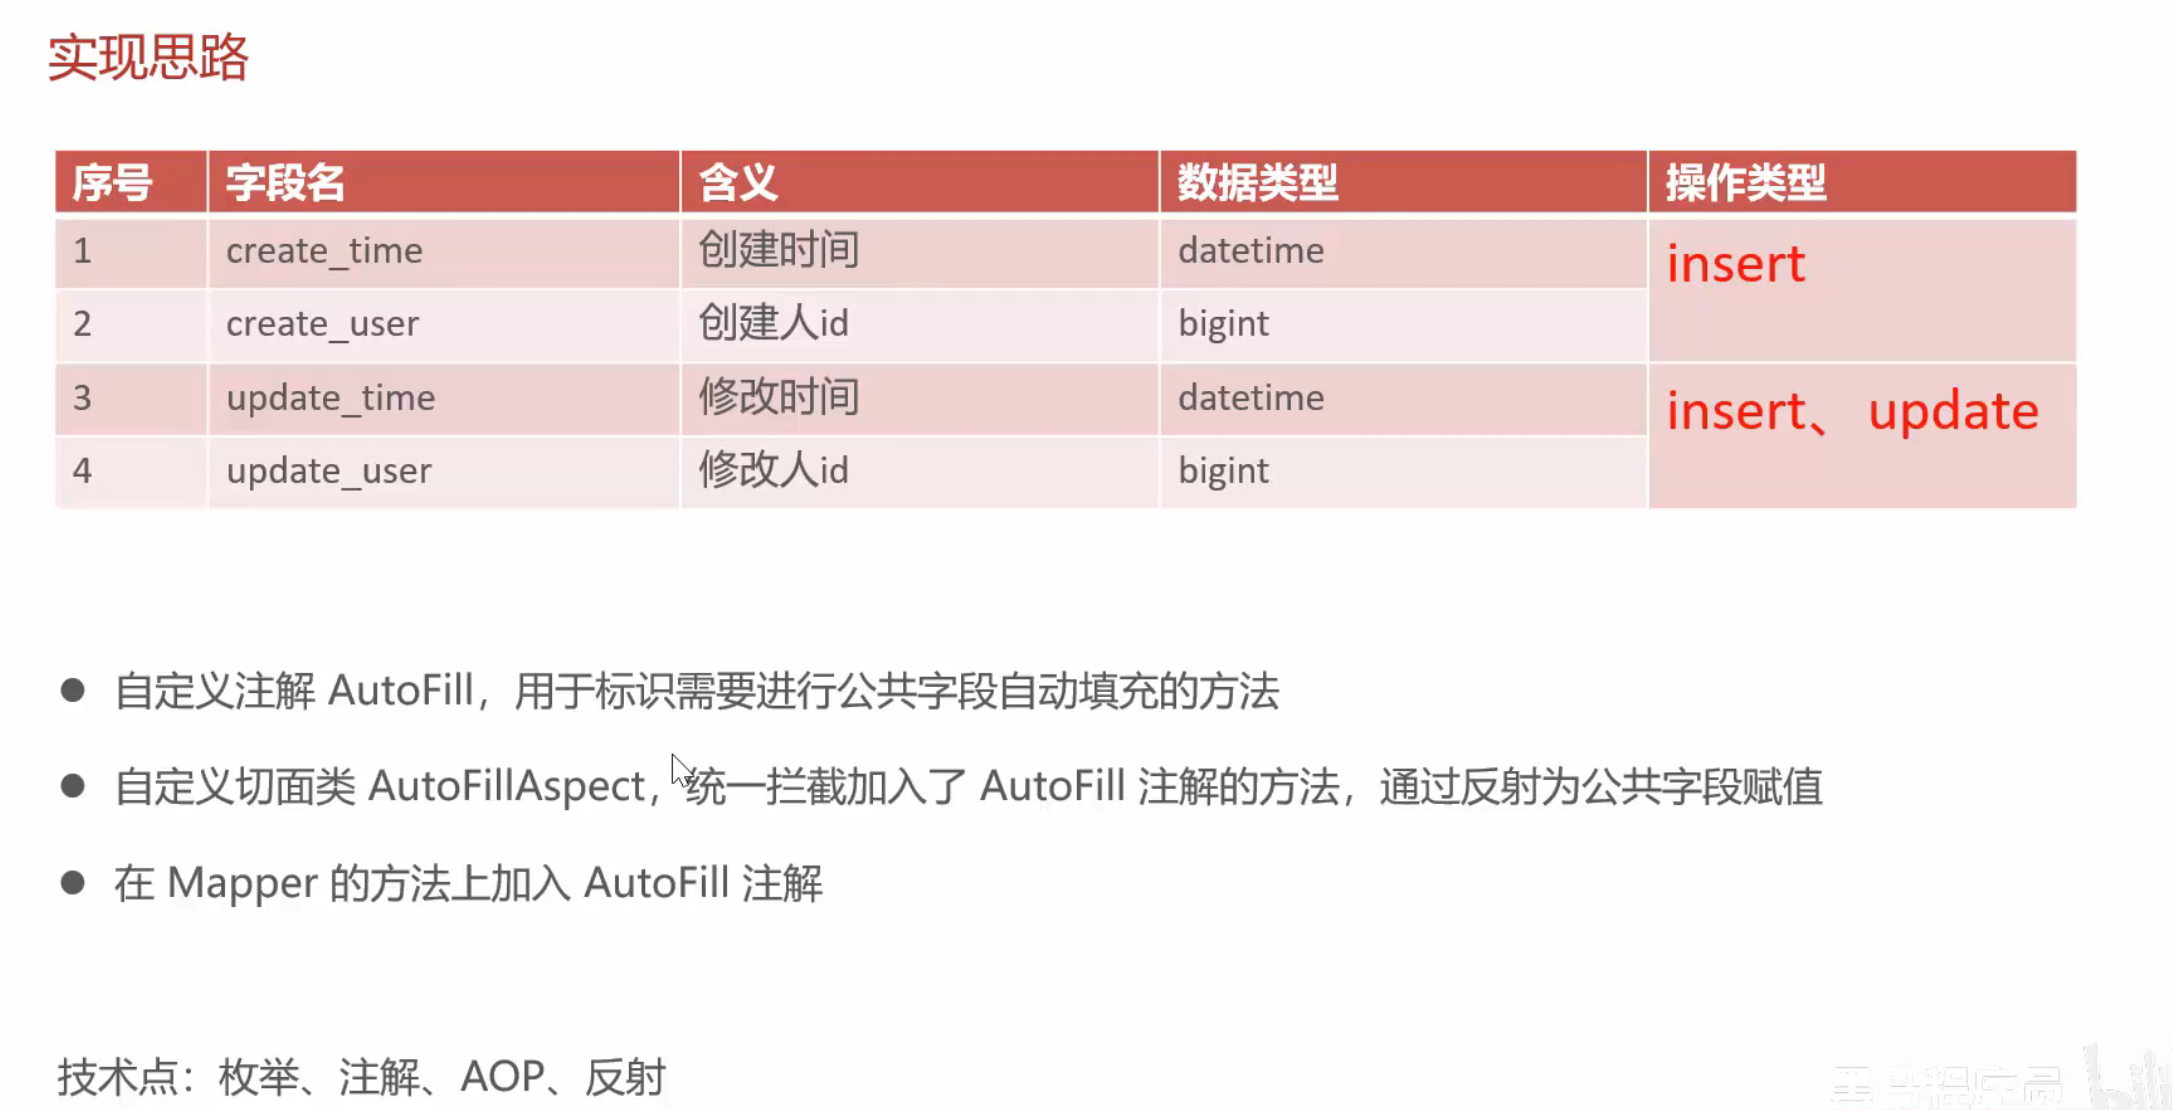 实现思路
序号 字段名 含义 数据类型 操作类型
1 create_time 创建时间 datetime insert
2 create_user 创建人id bigint
3 update_time 修改时间 datetime insert、 update
4 update_user 修改人id bigint
● 自定义注解 AutoFill，用于标识需要进行公共字段自动填充的方法
● 自定义切面类 AutoFillAspect，统一拦截加入了 AutoFill 注解的方法，通过反射为公共字段赋值
● 在 Mapper 的方法上加入 AutoFill 注解
技术点：枚举、注解、AOP、反射